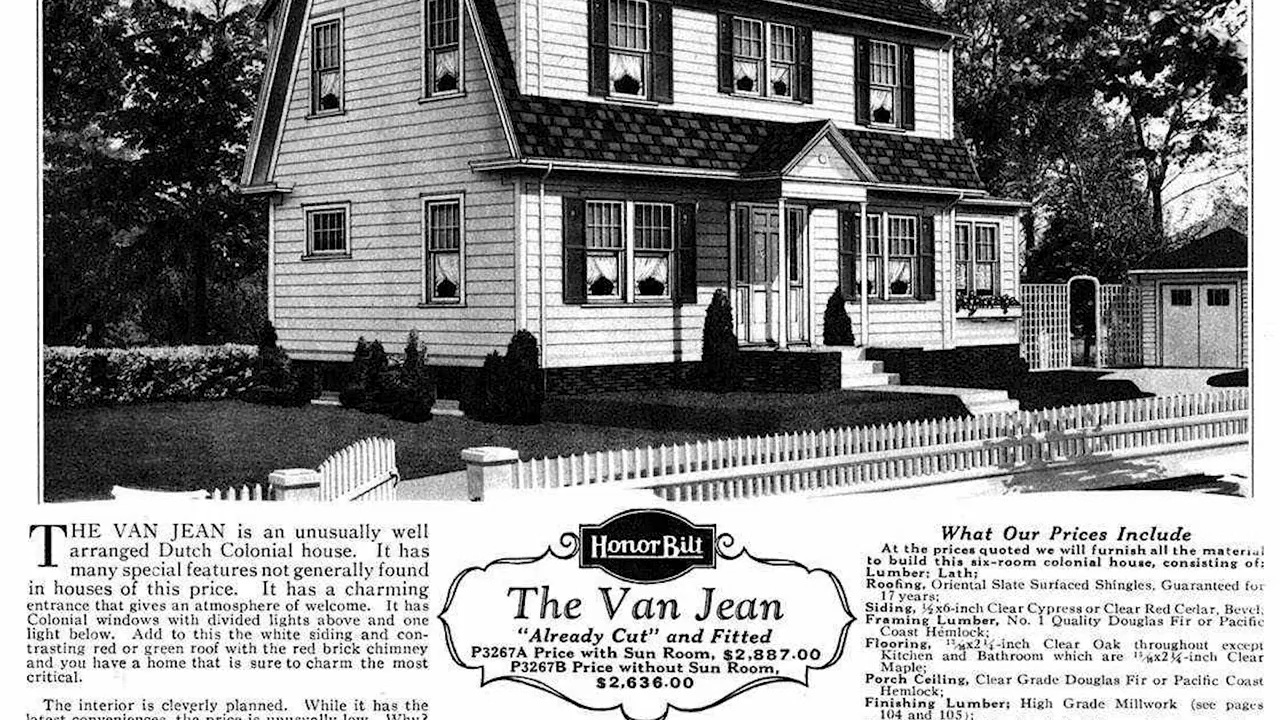 THE VAN JEAN is an unusually well
arranged Dutch Colonial house. It has
many special features not generally found
in houses of this price. It has a charming
entrance that gives an atmosphere of welcome. It has
Colonial windows with divided lights above and one
light below. Add to this the white siding and con-
trasting red or green roof with the red brick chimney
and you have a home that is sure to charm the most
critical.
The interior is cleverly planned. While it has the
latest conveniences, the price is unusually low. Why?
Honor Bilt
The Van Jean
"Already Cut" and Fitted
P3267A Price with Sun Room, $2,887.00
P3267B Price without Sun Room,
$2,636.00
What Our Prices Include
At the prices quoted we will furnish all the material
to build this six-room colonial house, consisting of:
Lumber; Lath;
Roofing, Oriental Slate Surfaced Shingles, Guaranteed for
17 years;
Siding, ½x6-inch Clear Cypress or Clear Red Cedar, Bevel;
Framing Lumber, No. 1 Quality Douglas Fir or Pacific
Coast Hemlock;
Flooring, 13/16x2¼-inch Clear Oak throughout except
Kitchen and Bathroom which are 13/16x2¼-inch Clear
Maple;
Porch Ceiling, Clear Grade Douglas Fir or Pacific Coast
Hemlock;
Finishing Lumber; High Grade Millwork (see pages
104 and 105);